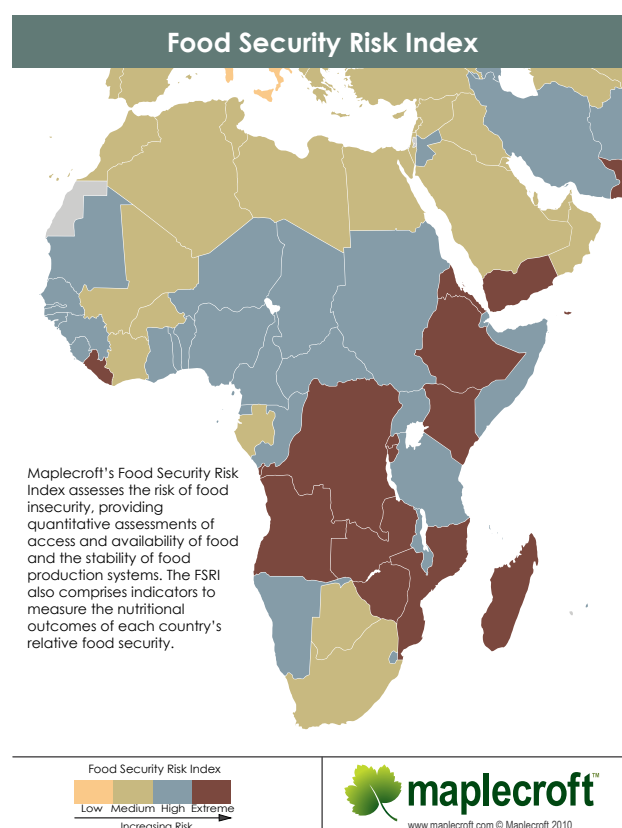 Food Security Risk Index
Maplecroft's Food Security Risk
Index assesses the risk of food
insecurity, providing
quantitative assessments of
access and availability of food
and the stability of food
production systems. The FSRI
also comprises indicators to
measure the nutritional
outcomes of each country's
relative food security.
Food Security Risk Index
Low Medium High Extreme
Increasing Risk
maplecroft™
www.maplecroft.com © Maplecroft 2010